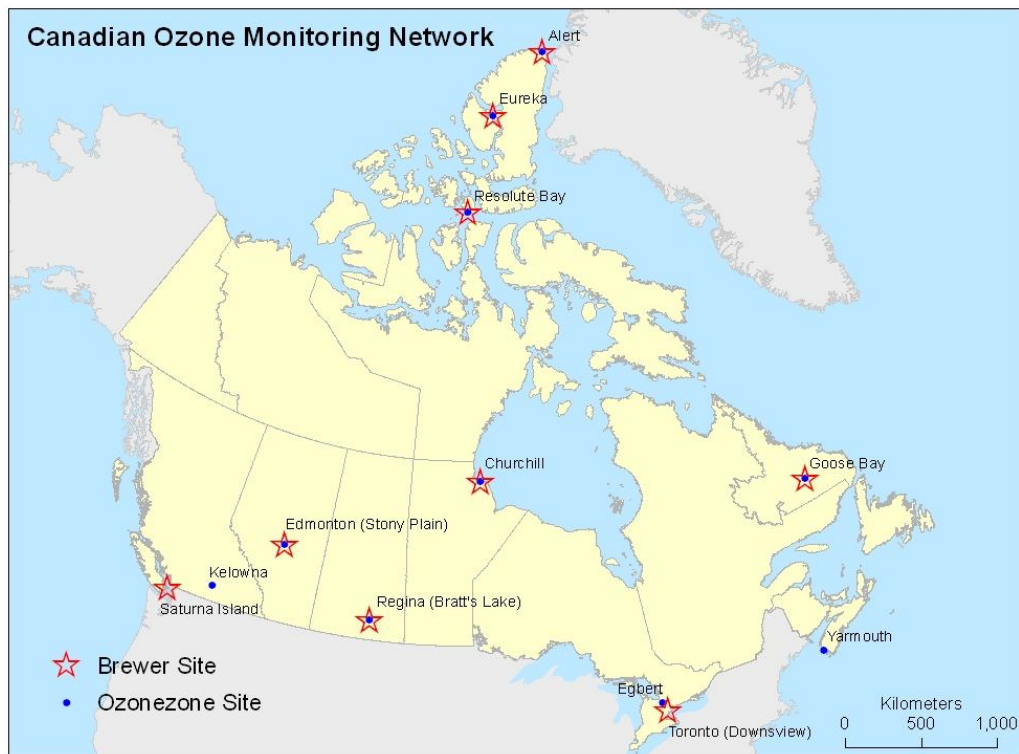 Canadian Ozone Monitoring Network
Alert
Eureka
Resolute Bay
Churchill
Goose Bay
Edmonton (Stony Plain)
Kelowna
Saturna Island
Regina (Bratt's Lake)
Yarmouth
Egbert
Toronto (Downsview)
Brewer Site
Ozonezone Site
Kilometers
0 500 1,000